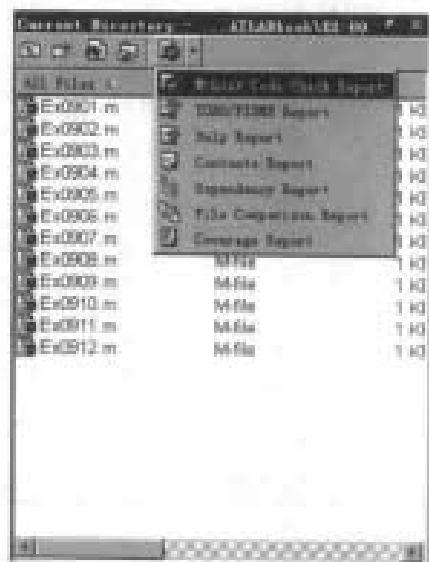 Current Directory
All Files
M-Lint Code Check Report
TODO/FIXME Report
Help Report
Contents Report
Dependency Report
File Comparison Report
Coverage Report
Ex0901.m
Ex0902.m
Ex0903.m
Ex0904.m
Ex0905.m
Ex0906.m
Ex0907.m
Ex0908.m M-file 1 KB
Ex0909.m M-file 1 KB
Ex0910.m M-file 1 KB
Ex0911.m M-file 1 KB
Ex0912.m M-file 1 KB